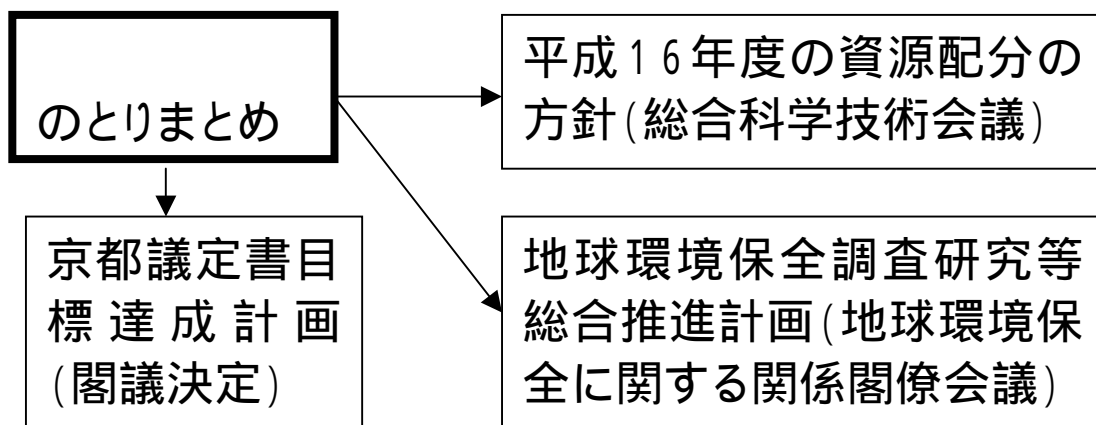 のとりまとめ
平成16年度の資源配分の
方針(総合科学技術会議)
京都議定書目
標達成計画
(閣議決定)
地球環境保全調査研究等
総合推進計画(地球環境保
全に関する関係閣僚会議)